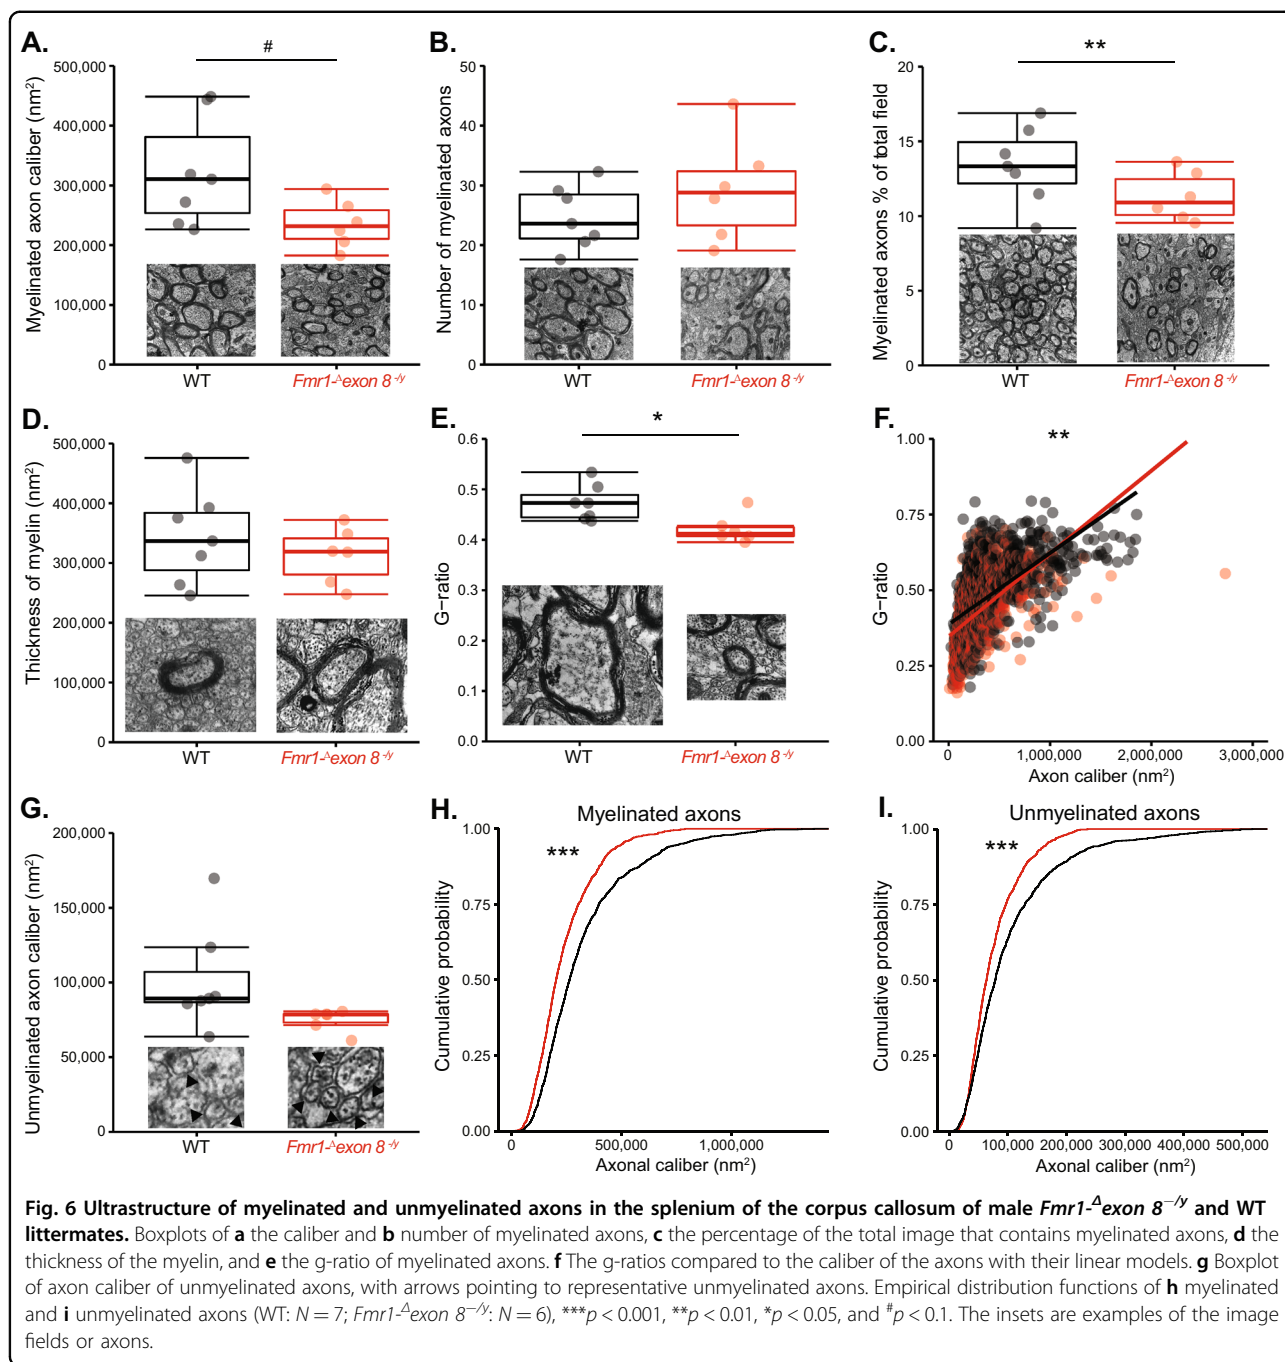 A.
#
Myelinated axon caliber (nm²)
500,000
400,000
300,000
200,000
100,000
0
WT
Fmr1-Δexon 8 -/y
B.
Number of myelinated axons
50
40
30
20
10
0
WT
Fmr1-Δexon 8 -/y
C.
**
Myelinated axons % of total field
20
15
10
5
0
WT
Fmr1-Δexon 8 -/y
D.
Thickness of myelin (nm²)
500,000
400,000
300,000
200,000
100,000
0
WT
Fmr1-Δexon 8 -/y
E.
*
G−ratio
0.6
0.5
0.4
0.3
0.2
0.1
0.0
WT
Fmr1-Δexon 8 -/y
F.
**
G−ratio
1.00
0.75
0.50
0.25
0.00
0
1,000,000
2,000,000
3,000,000
Axon caliber (nm²)
G.
Unmyelinated axon caliber (nm²)
200,000
150,000
100,000
50,000
0
WT
Fmr1-Δexon 8 -/y
H.
Myelinated axons
***
Cumulative probability
1.00
0.75
0.50
0.25
0.00
0
500,000
1,000,000
Axonal caliber (nm²)
I.
Unmyelinated axons
***
Cumulative probability
1.00
0.75
0.50
0.25
0.00
0
100,000
200,000
300,000
400,000
500,000
Axonal caliber (nm²)
Fig. 6 Ultrastructure of myelinated and unmyelinated axons in the splenium of the corpus callosum of male Fmr1-Δexon 8−/y and WT
littermates. Boxplots of a the caliber and b number of myelinated axons, c the percentage of the total image that contains myelinated axons, d the
thickness of the myelin, and e the g-ratio of myelinated axons. f The g-ratios compared to the caliber of the axons with their linear models. g Boxplot
of axon caliber of unmyelinated axons, with arrows pointing to representative unmyelinated axons. Empirical distribution functions of h myelinated
and i unmyelinated axons (WT: N = 7; Fmr1-Δexon 8−/y: N = 6), ***p < 0.001, **p < 0.01, *p < 0.05, and #p < 0.1. The insets are examples of the image
fields or axons.